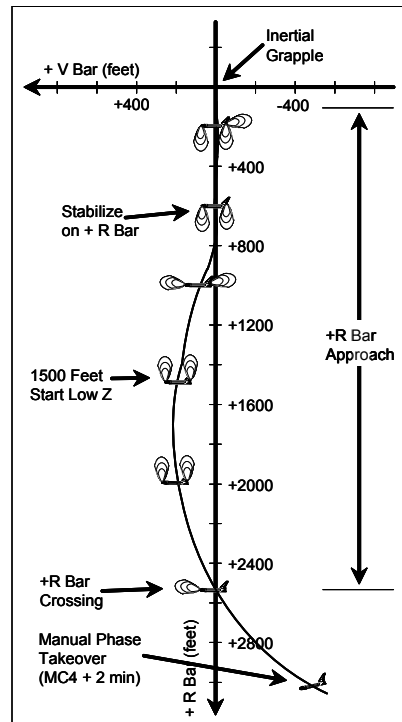 Inertial
Grapple
+ V Bar (feet)
+400
-400
+400
Stabilize
on + R Bar
+800
+1200
+R Bar
Approach
1500 Feet
Start Low Z
+1600
+2000
+2400
+R Bar
Crossing
Manual Phase
Takeover
(MC4 + 2 min)
+2800
+ R Bar (feet)